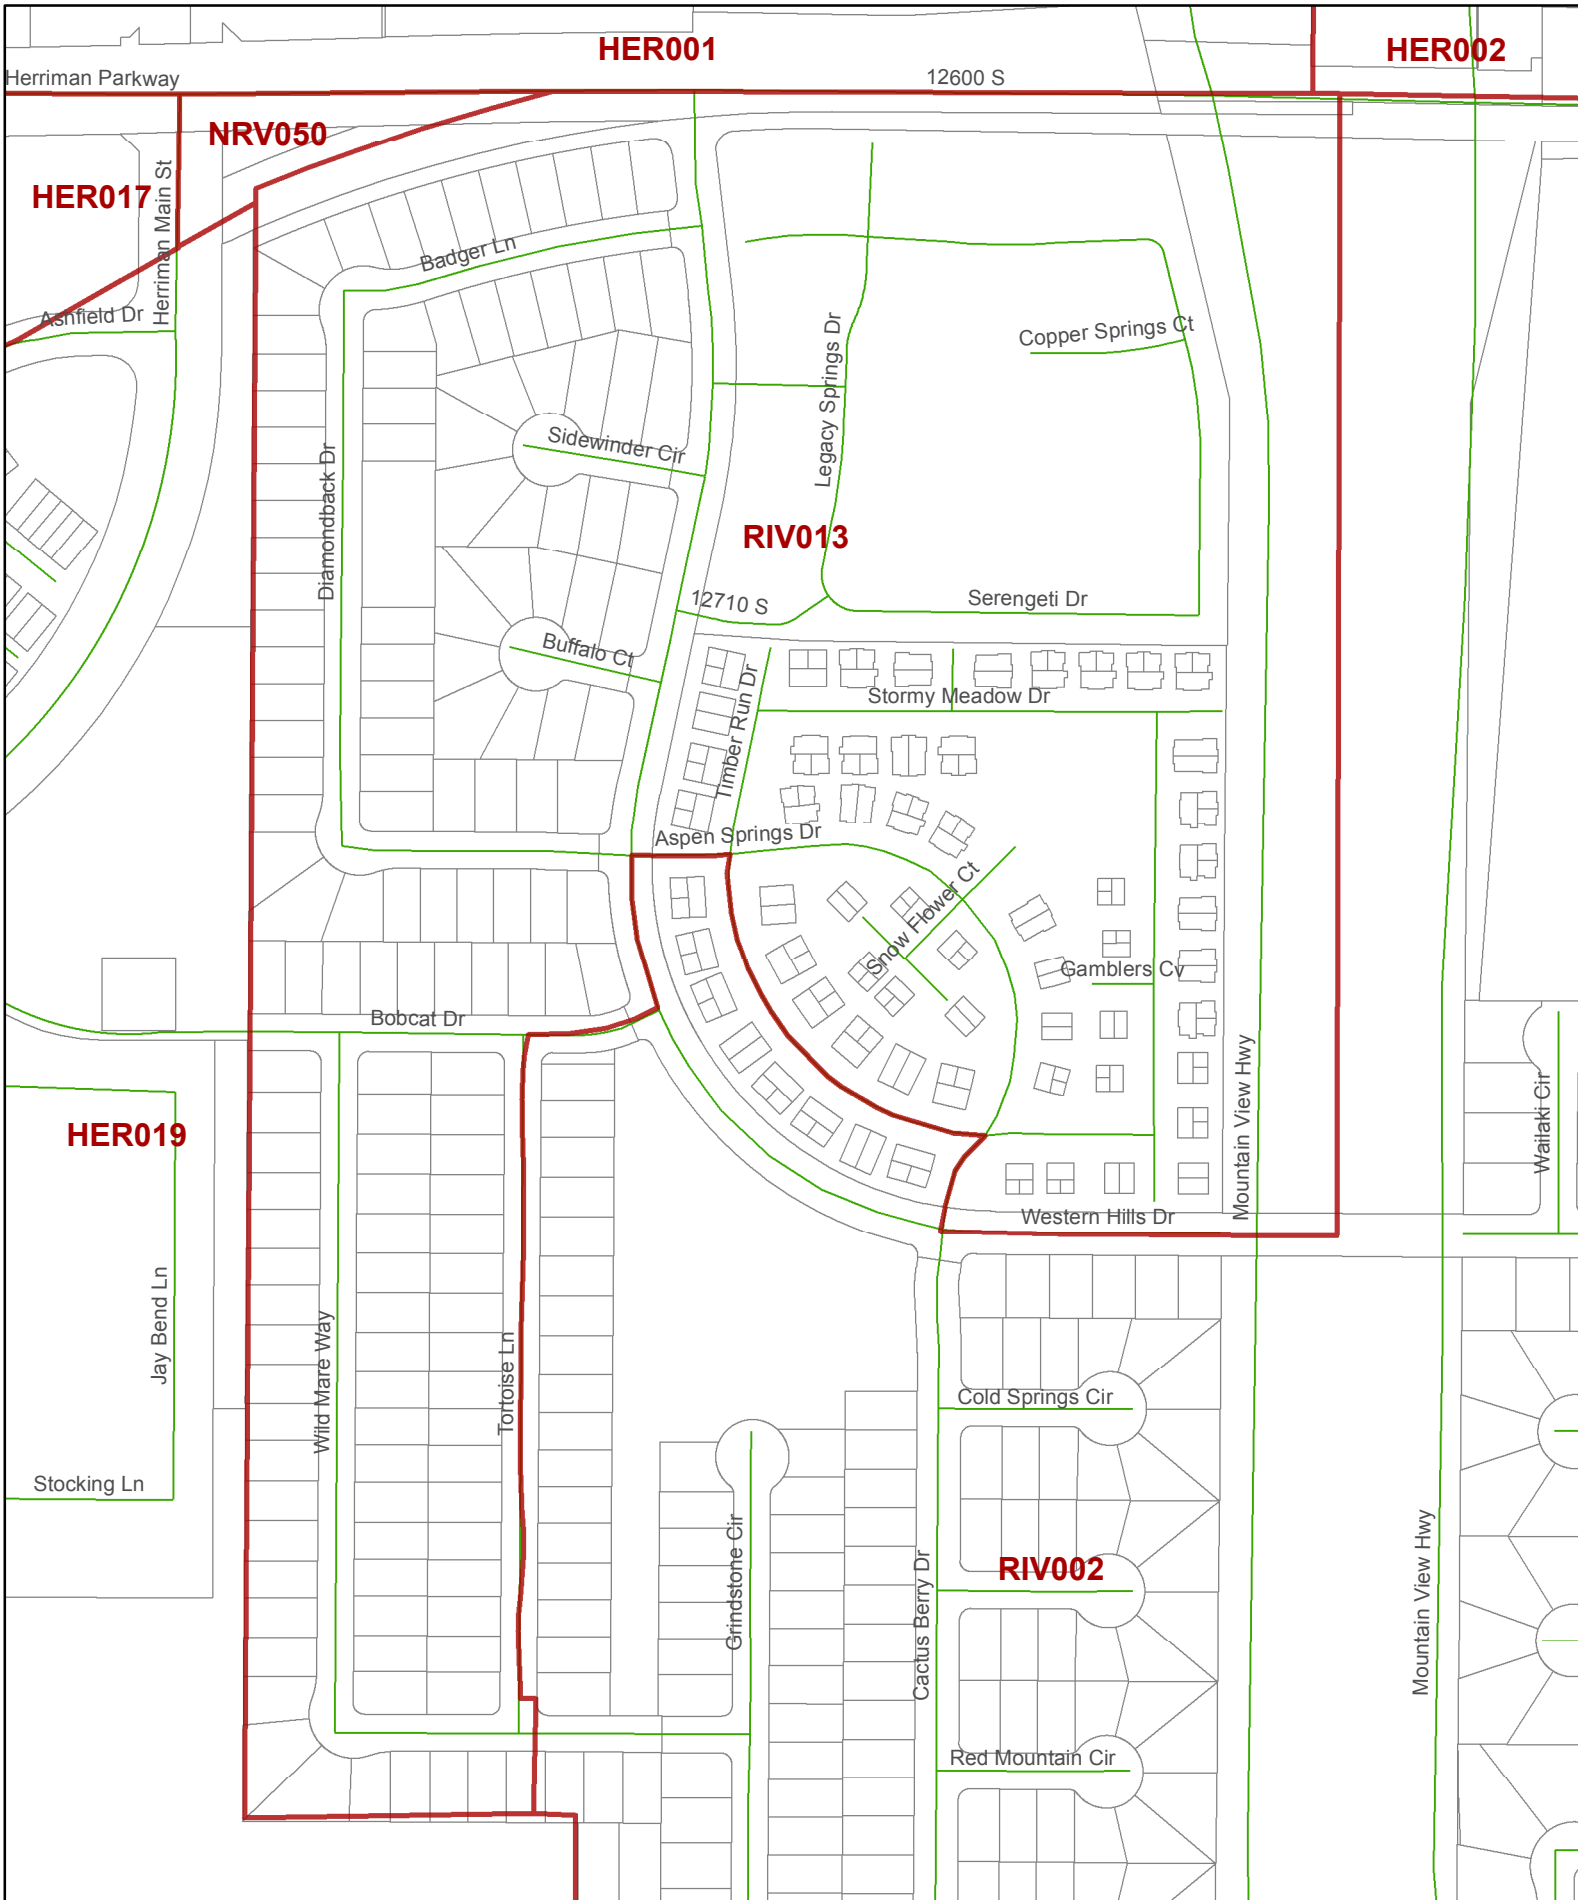 HER001
HER002
Herriman Parkway
12600 S
NRV050
HER017
Herriman Main St
Badger Ln
Ashfield Dr
Copper Springs Ct
Legacy Springs Dr
Sidewinder Cir
Diamondback Dr
RIV013
12710 S
Serengeti Dr
Buffalo Ct
Stormy Meadow Dr
Timber Run Dr
Aspen Springs Dr
Snow Flower Ct
Gamblers Cv
Bobcat Dr
Mountain View Hwy
HER019
Wailaki Cir
Western Hills Dr
Jay Bend Ln
Wild Mare Way
Tortoise Ln
Cold Springs Cir
Stocking Ln
Grindstone Cir
RIV002
Cactus Berry Dr
Mountain View Hwy
Red Mountain Cir